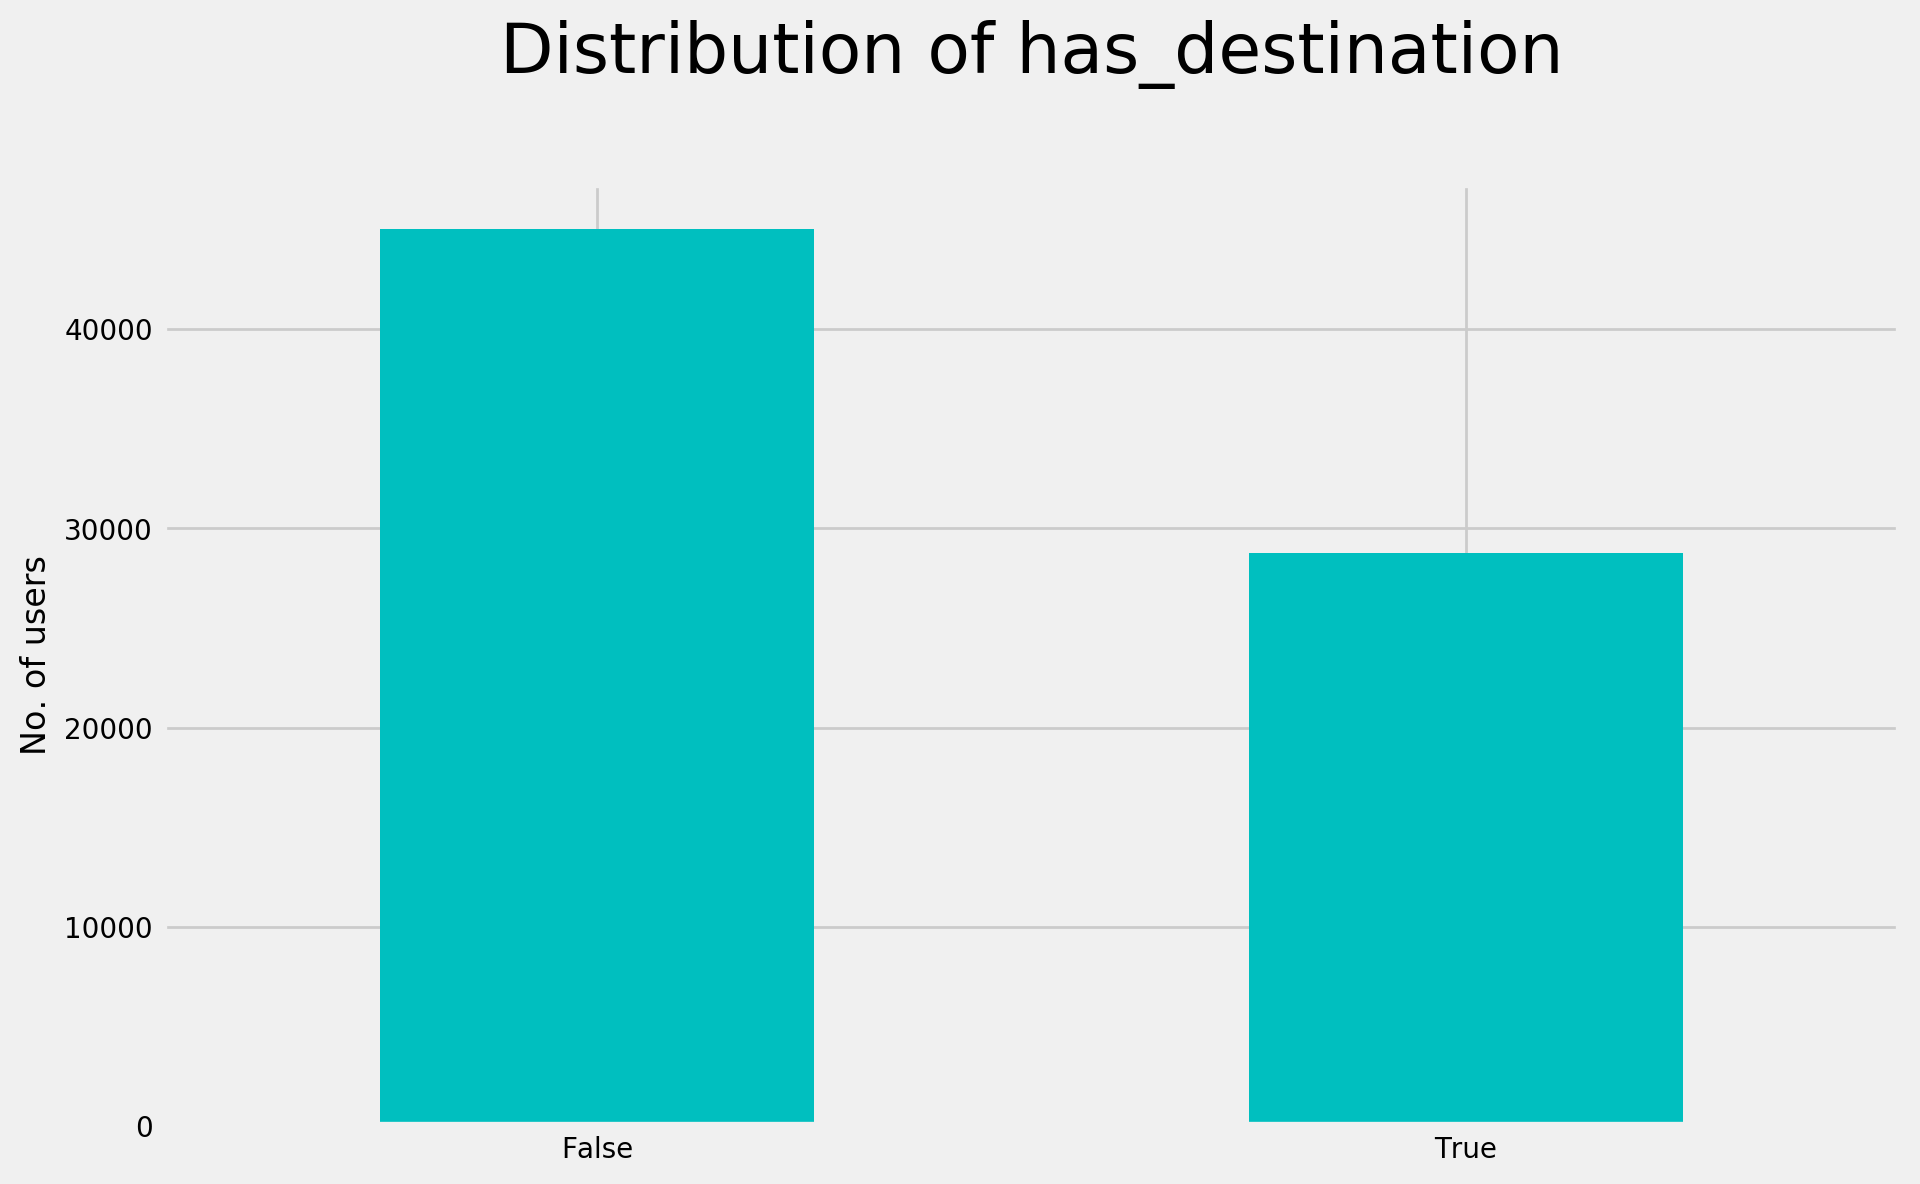 Distribution of has_destination
No. of users
40000
30000
20000
10000
0
False
True